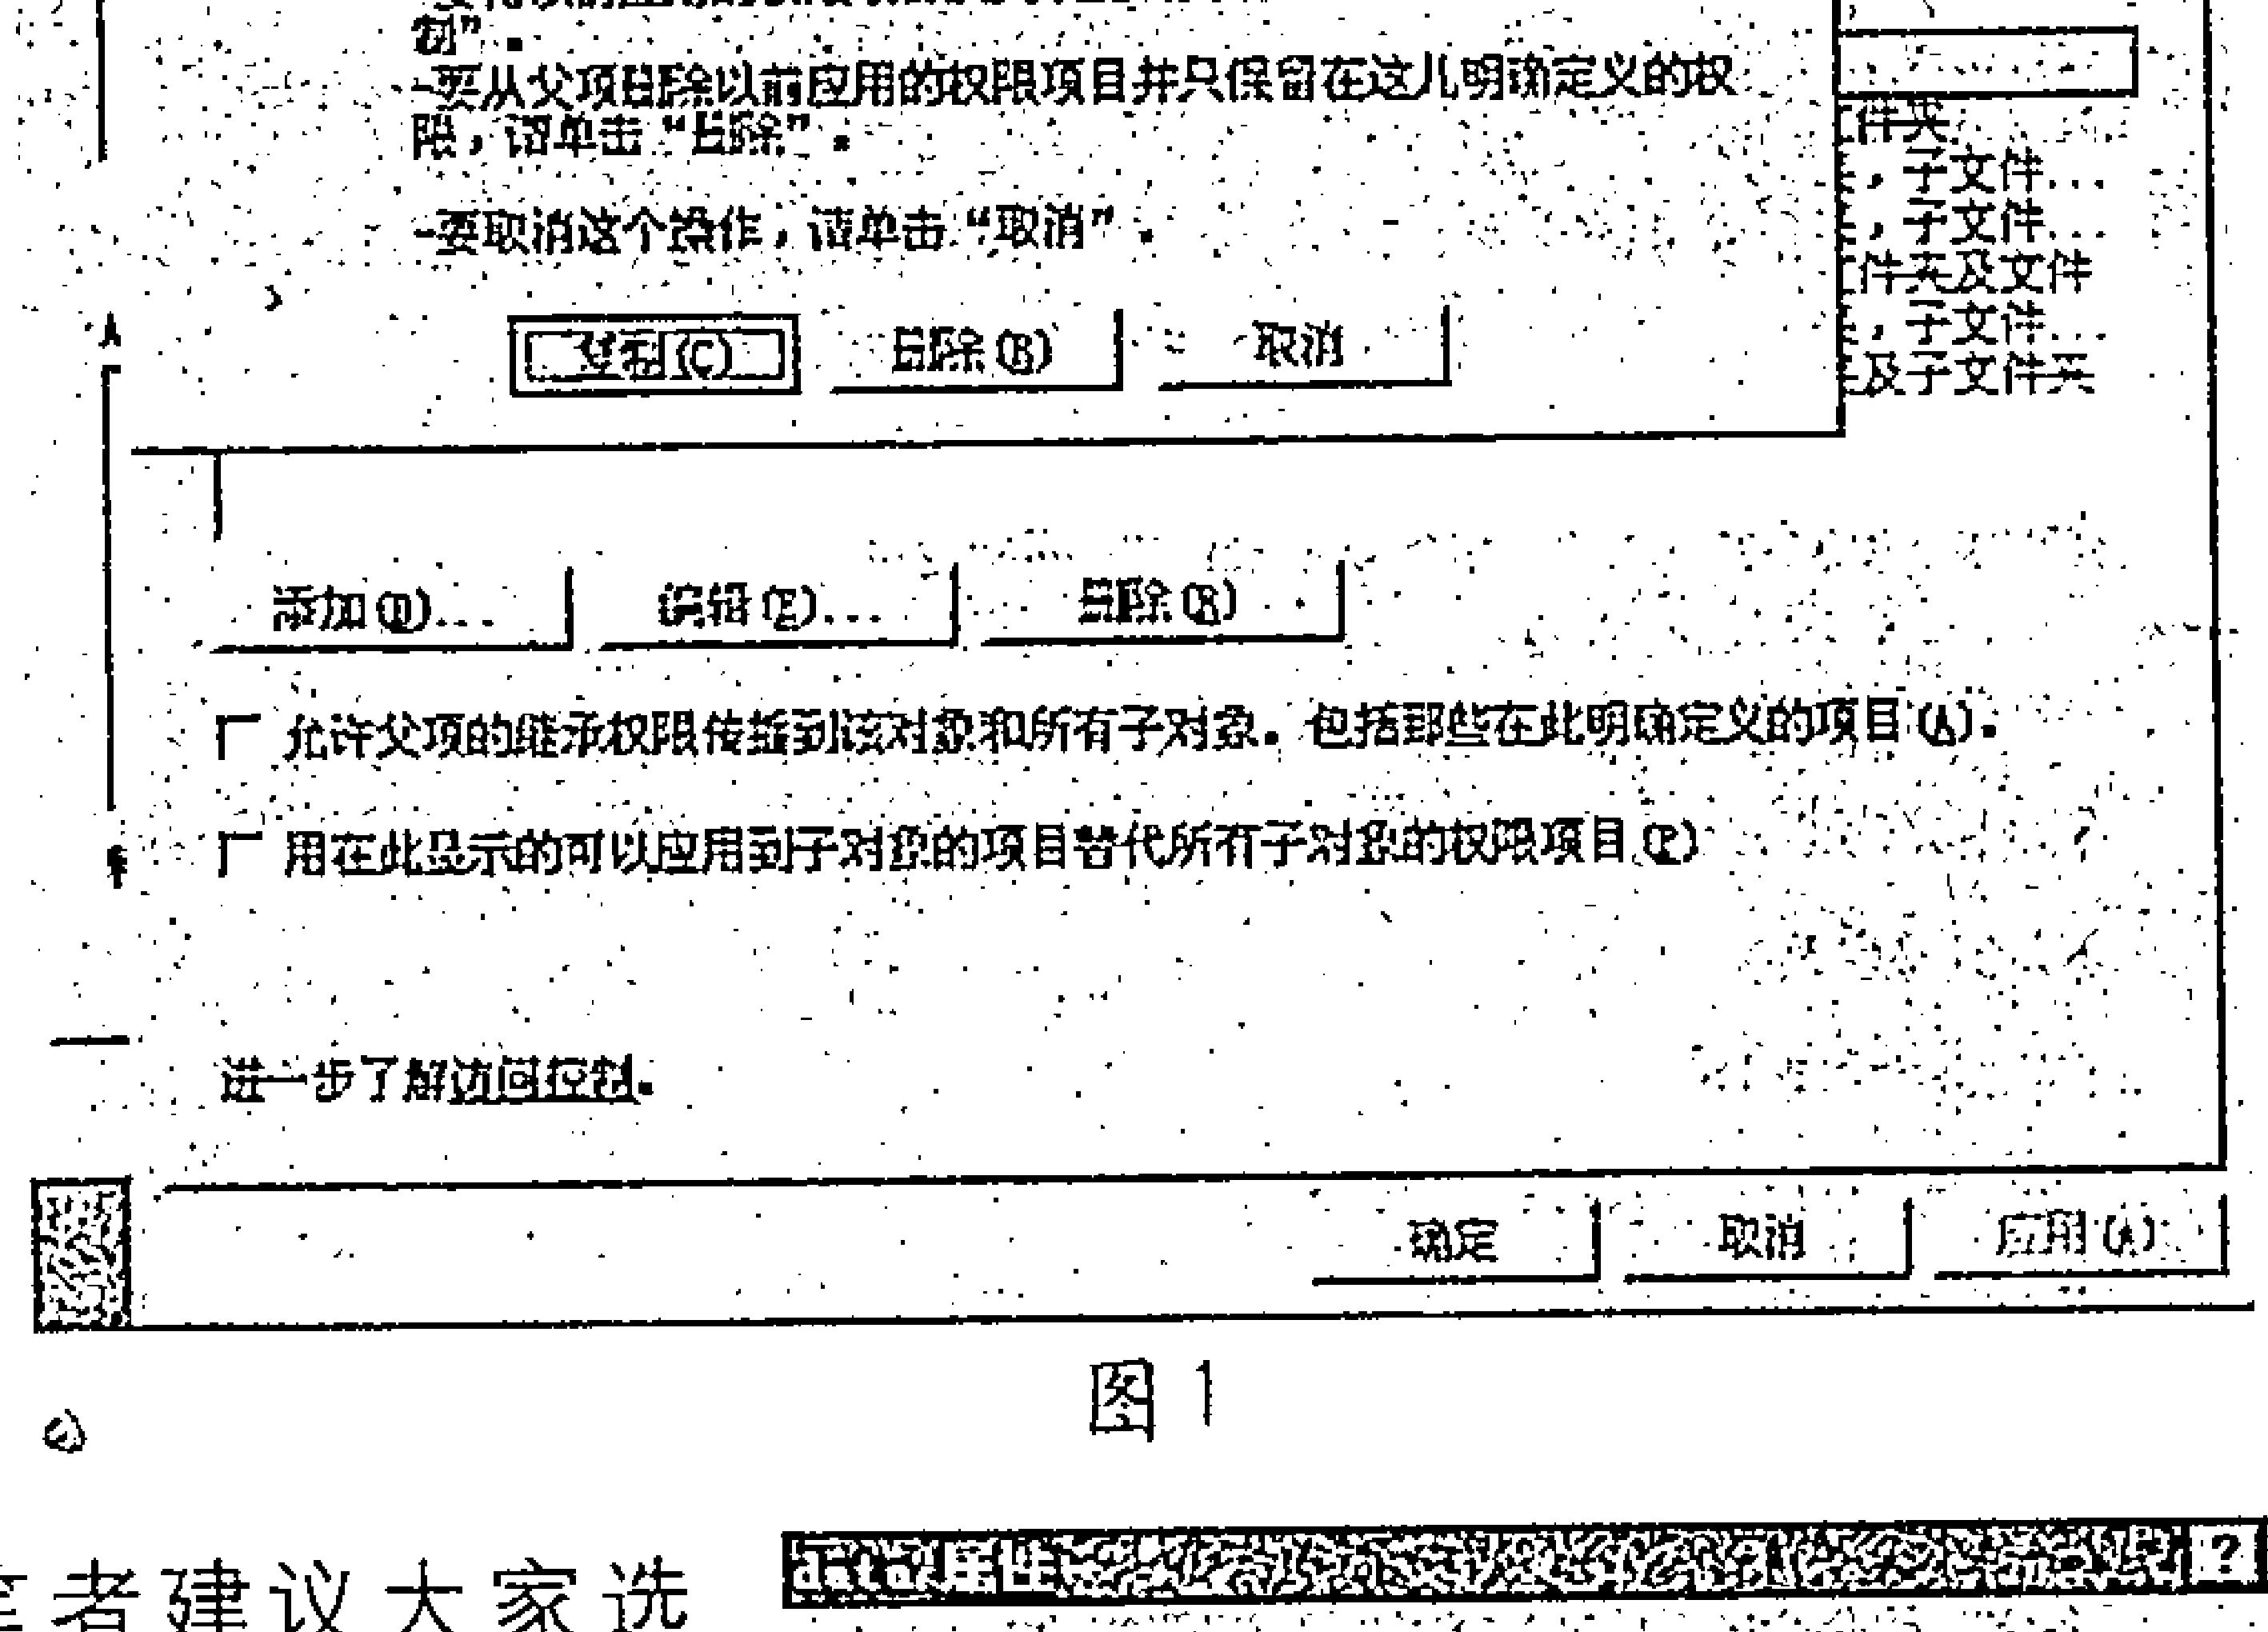 制”。
-要从父项删除以前应用的权限项目并只保留在这儿明确定义的权
限，请单击“删除”。
-要取消这个操作，请单击“取消”。
件夹
，子文件...
，子文件...
件夹及文件
，子文件...
及子文件夹
复制(C) 删除(R) 取消
添加(D)... 编辑(E)... 删除(R)
允许父项的继承权限传播到该对象和所有子对象。包括那些在此明确定义的项目(A)。
用在此显示的可以应用到子对象的项目替代所有子对象的权限项目(P)
进一步了解访问控制。
确定 取消 应用(A)
图 1
者建议大家选